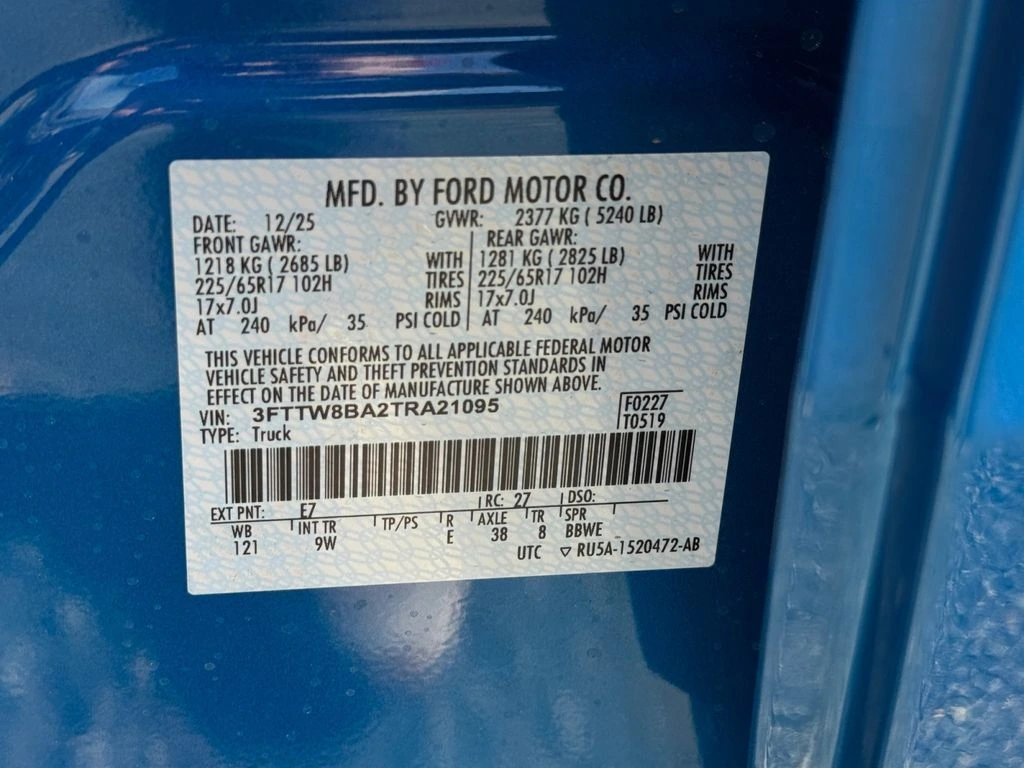 MFD. BY FORD MOTOR CO.
DATE: 12/25 GVWR: 2377 KG ( 5240 LB)
FRONT GAWR: REAR GAWR:
1218 KG ( 2685 LB) WITH 1281 KG ( 2825 LB) WITH
225/65R17 102H TIRES 225/65R17 102H TIRES
17x7.0J RIMS 17x7.0J RIMS
AT 240 kPa/ 35 PSI COLD AT 240 kPa/ 35 PSI COLD
THIS VEHICLE CONFORMS TO ALL APPLICABLE FEDERAL MOTOR
VEHICLE SAFETY AND THEFT PREVENTION STANDARDS IN
EFFECT ON THE DATE OF MANUFACTURE SHOWN ABOVE.
VIN: 3FTTW8BA2TRA21095 F0227
TYPE: Truck T0519
EXT PNT: E7 RC: 27 DSO:
WB INT TR TP/PS R AXLE TR SPR
121 9W E 38 8 BBWE
UTC ▽ RU5A-1520472-AB